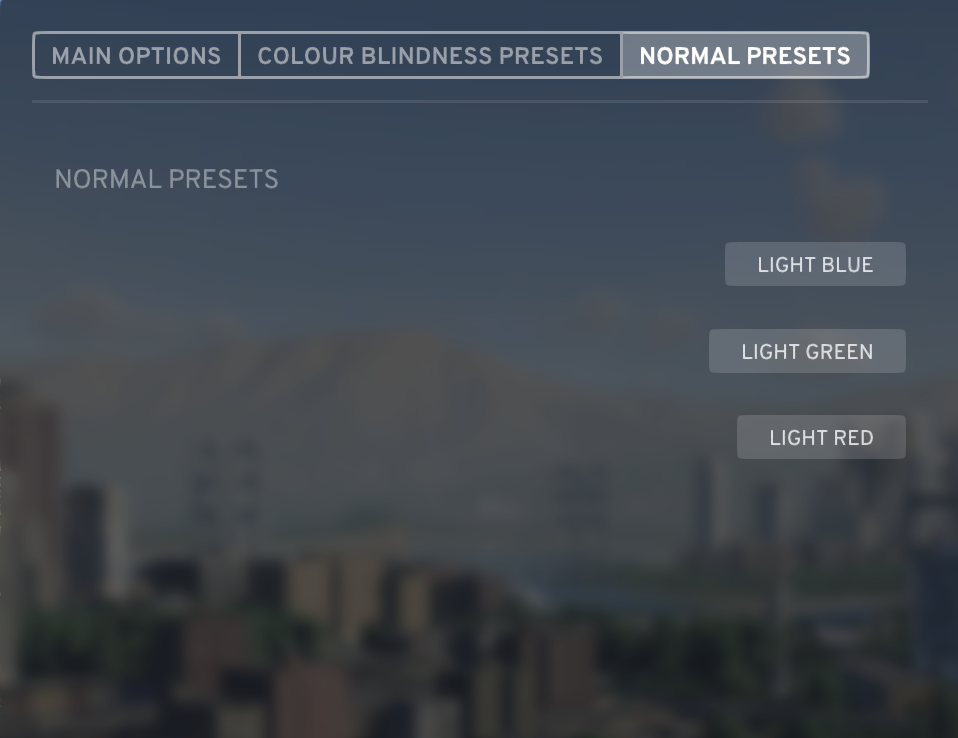 MAIN OPTIONS COLOUR BLINDNESS PRESETS NORMAL PRESETS
NORMAL PRESETS
LIGHT BLUE
LIGHT GREEN
LIGHT RED